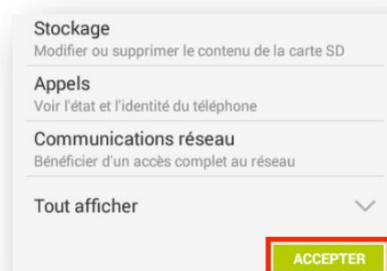 Stockage
Modifier ou supprimer le contenu de la carte SD
Appels
Voir l'état et l'identité du téléphone
Communications réseau
Bénéficier d'un accès complet au réseau
Tout afficher
ACCEPTER